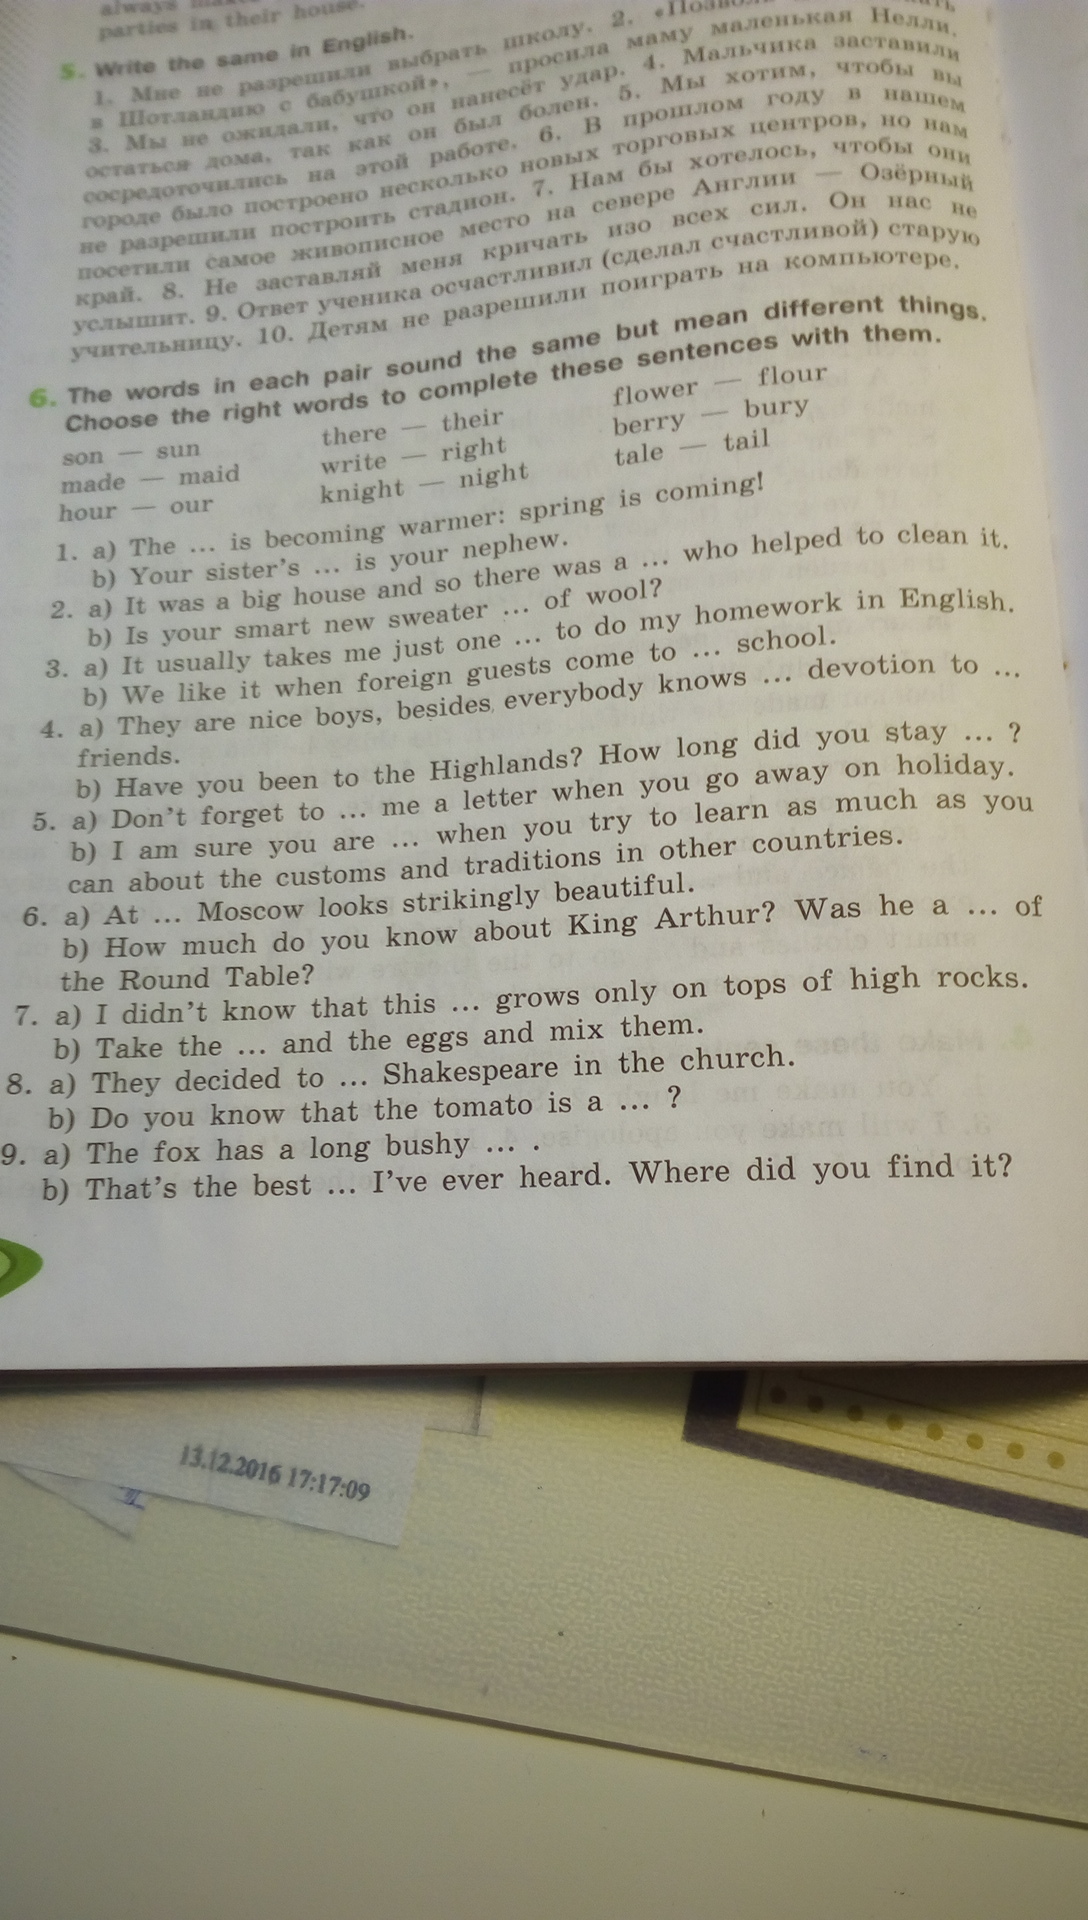 always
parties in their house.
5. Write the same in English.
1. Мне не разрешили выбрать школу. 2. «Позволь
в Шотландию с бабушкой», — просила маму маленькая Нелли.
3. Мы не ожидали, что он нанесёт удар. 4. Мальчика заставили
остаться дома, так как он был болен. 5. Мы хотим, чтобы вы
сосредоточились на этой работе. 6. В прошлом году в нашем
городе было построено несколько новых торговых центров, но нам
не разрешили построить стадион. 7. Нам бы хотелось, чтобы они
посетили самое живописное место на севере Англии — Озёрный
край. 8. Не заставляй меня кричать изо всех сил. Он нас не
услышит. 9. Ответ ученика осчастливил (сделал счастливой) старую
учительницу. 10. Детям не разрешили поиграть на компьютере.
6. The words in each pair sound the same but mean different things.
Choose the right words to complete these sentences with them.
son — sun there — their flower — flour
made — maid write — right berry — bury
hour — our knight — night tale — tail
1. a) The ... is becoming warmer: spring is coming!
b) Your sister's ... is your nephew.
2. a) It was a big house and so there was a ... who helped to clean it.
b) Is your smart new sweater ... of wool?
3. a) It usually takes me just one ... to do my homework in English.
b) We like it when foreign guests come to ... school.
4. a) They are nice boys, besides everybody knows ... devotion to ...
friends.
b) Have you been to the Highlands? How long did you stay ... ?
5. a) Don't forget to ... me a letter when you go away on holiday.
b) I am sure you are ... when you try to learn as much as you
can about the customs and traditions in other countries.
6. a) At ... Moscow looks strikingly beautiful.
b) How much do you know about King Arthur? Was he a ... of
the Round Table?
7. a) I didn't know that this ... grows only on tops of high rocks.
b) Take the ... and the eggs and mix them.
8. a) They decided to ... Shakespeare in the church.
b) Do you know that the tomato is a ... ?
9. a) The fox has a long bushy ... .
b) That's the best ... I've ever heard. Where did you find it?
13.12.2016 17:17:09